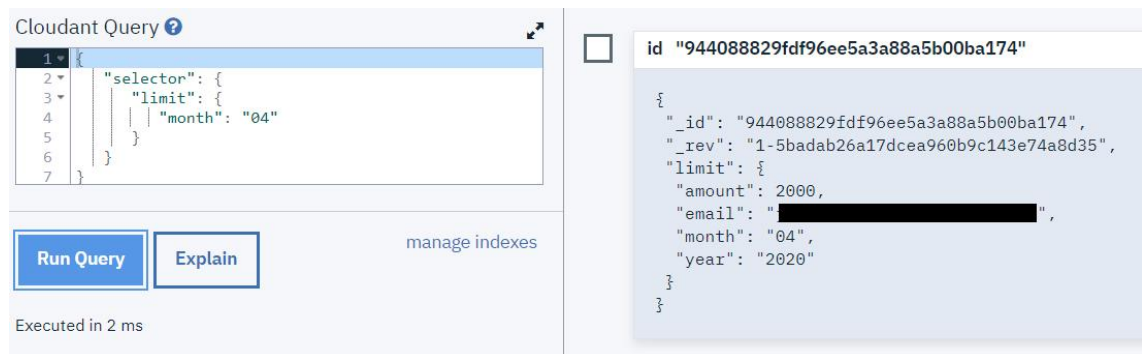 Cloudant Query ?
1 {
2 "selector": {
3 "limit": {
4 "month": "04"
5 }
6 }
7 }
Run Query
Explain
manage indexes
Executed in 2 ms
id "944088829fdf96ee5a3a88a5b00ba174"
{
"_id": "944088829fdf96ee5a3a88a5b00ba174",
"_rev": "1-5badab26a17dcea960b9c143e74a8d35",
"limit": {
"amount": 2000,
"email": "",
"month": "04",
"year": "2020"
}
}